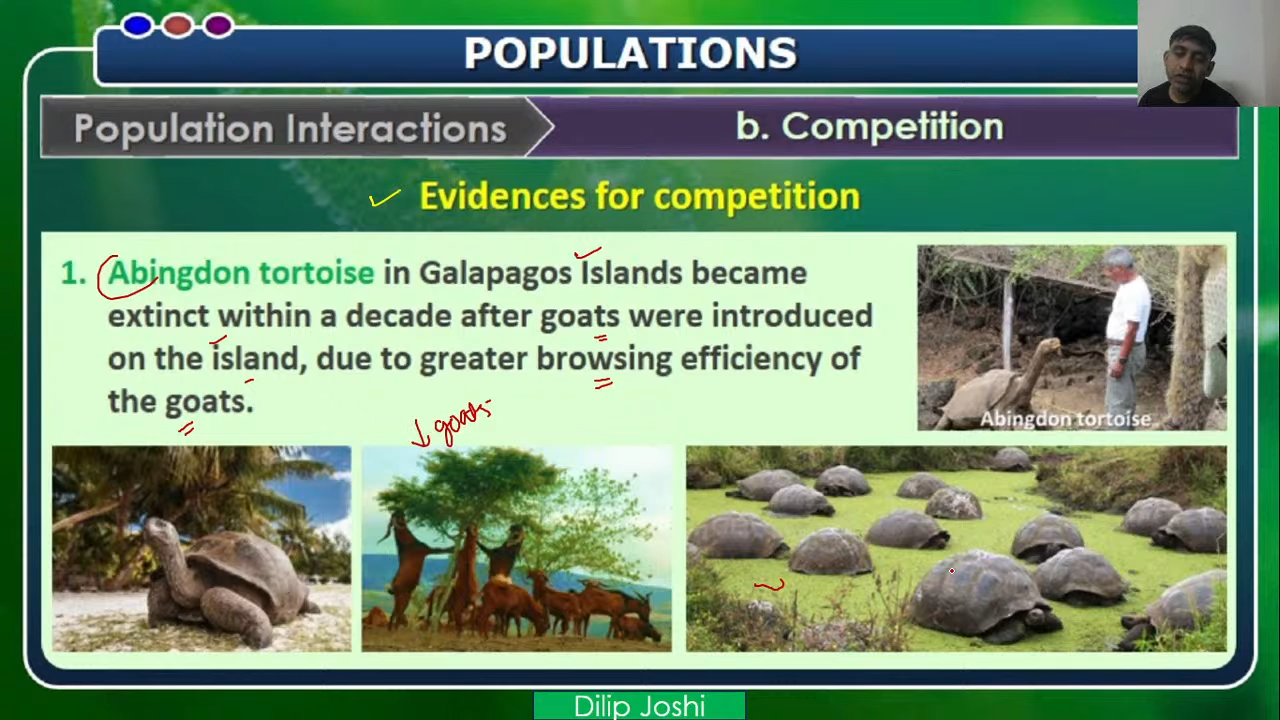 POPULATIONS
Population Interactions
b. Competition
Evidences for competition
1. Abingdon tortoise in Galapagos Islands became
extinct within a decade after goats were introduced
on the island, due to greater browsing efficiency of
the goats.
Abingdon tortoise
goats
Dilip Joshi